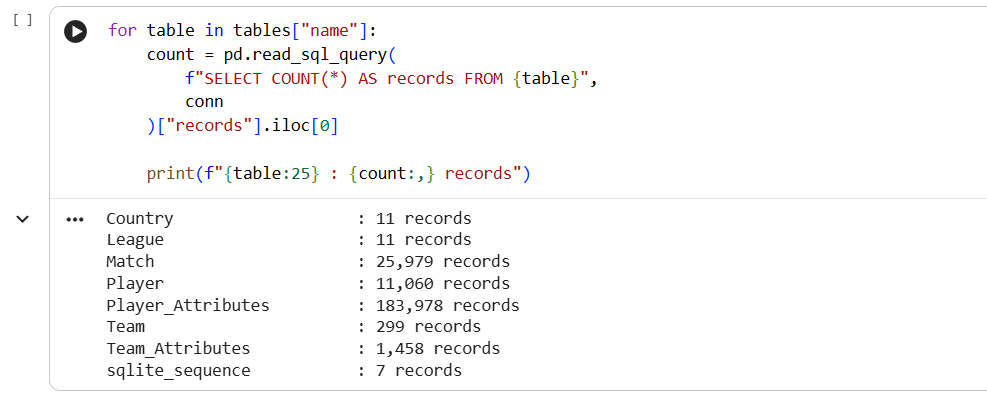 [ ]
for table in tables["name"]:
    count = pd.read_sql_query(
        f"SELECT COUNT(*) AS records FROM {table}",
        conn
    )["records"].iloc[0]

    print(f"{table:25} : {count:,} records")
Country                   : 11 records
League                    : 11 records
Match                     : 25,979 records
Player                    : 11,060 records
Player_Attributes         : 183,978 records
Team                      : 299 records
Team_Attributes           : 1,458 records
sqlite_sequence           : 7 records